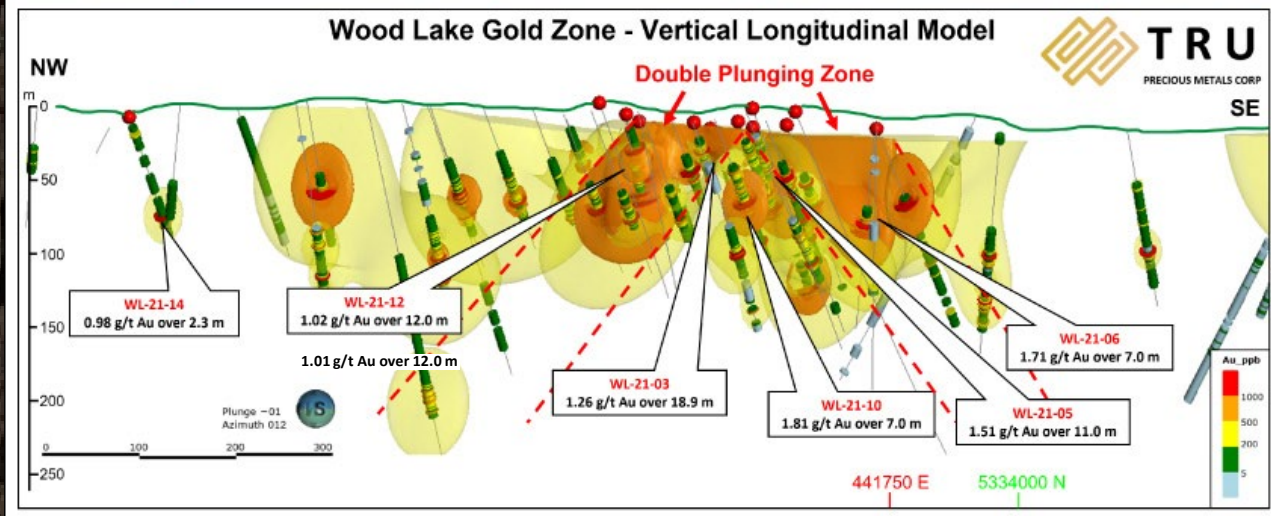 Wood Lake Gold Zone - Vertical Longitudinal Model
TRU
PRECIOUS METALS CORP
NW
Double Plunging Zone
SE
m
0
50
100
150
200
250
WL-21-14
0.98 g/t Au over 2.3 m
WL-21-12
1.02 g/t Au over 12.0 m
1.01 g/t Au over 12.0 m
WL-21-03
1.26 g/t Au over 18.9 m
WL-21-10
1.81 g/t Au over 7.0 m
WL-21-05
1.51 g/t Au over 11.0 m
WL-21-06
1.71 g/t Au over 7.0 m
Au_ppb
1000
500
200
5
Plunge -01
Azimuth 012
S
0 100 200 300
441750 E
5334000 N